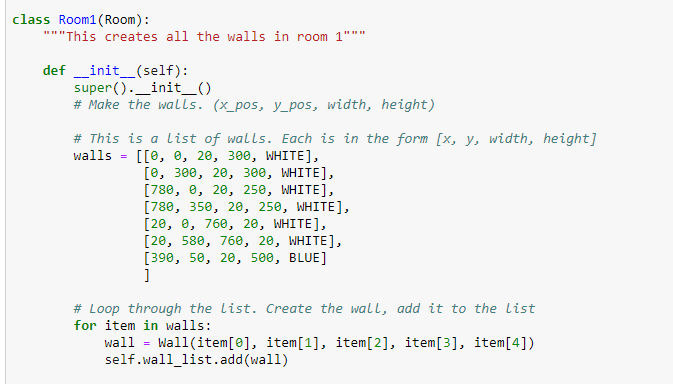 class Room1(Room):
    """This creates all the walls in room 1"""

    def __init__(self):
        super().__init__()
        # Make the walls. (x_pos, y_pos, width, height)

        # This is a list of walls. Each is in the form [x, y, width, height]
        walls = [[0, 0, 20, 300, WHITE],
                 [0, 300, 20, 300, WHITE],
                 [780, 0, 20, 250, WHITE],
                 [780, 350, 20, 250, WHITE],
                 [20, 0, 760, 20, WHITE],
                 [20, 580, 760, 20, WHITE],
                 [390, 50, 20, 500, BLUE]
                 ]

        # Loop through the list. Create the wall, add it to the list
        for item in walls:
            wall = Wall(item[0], item[1], item[2], item[3], item[4])
            self.wall_list.add(wall)